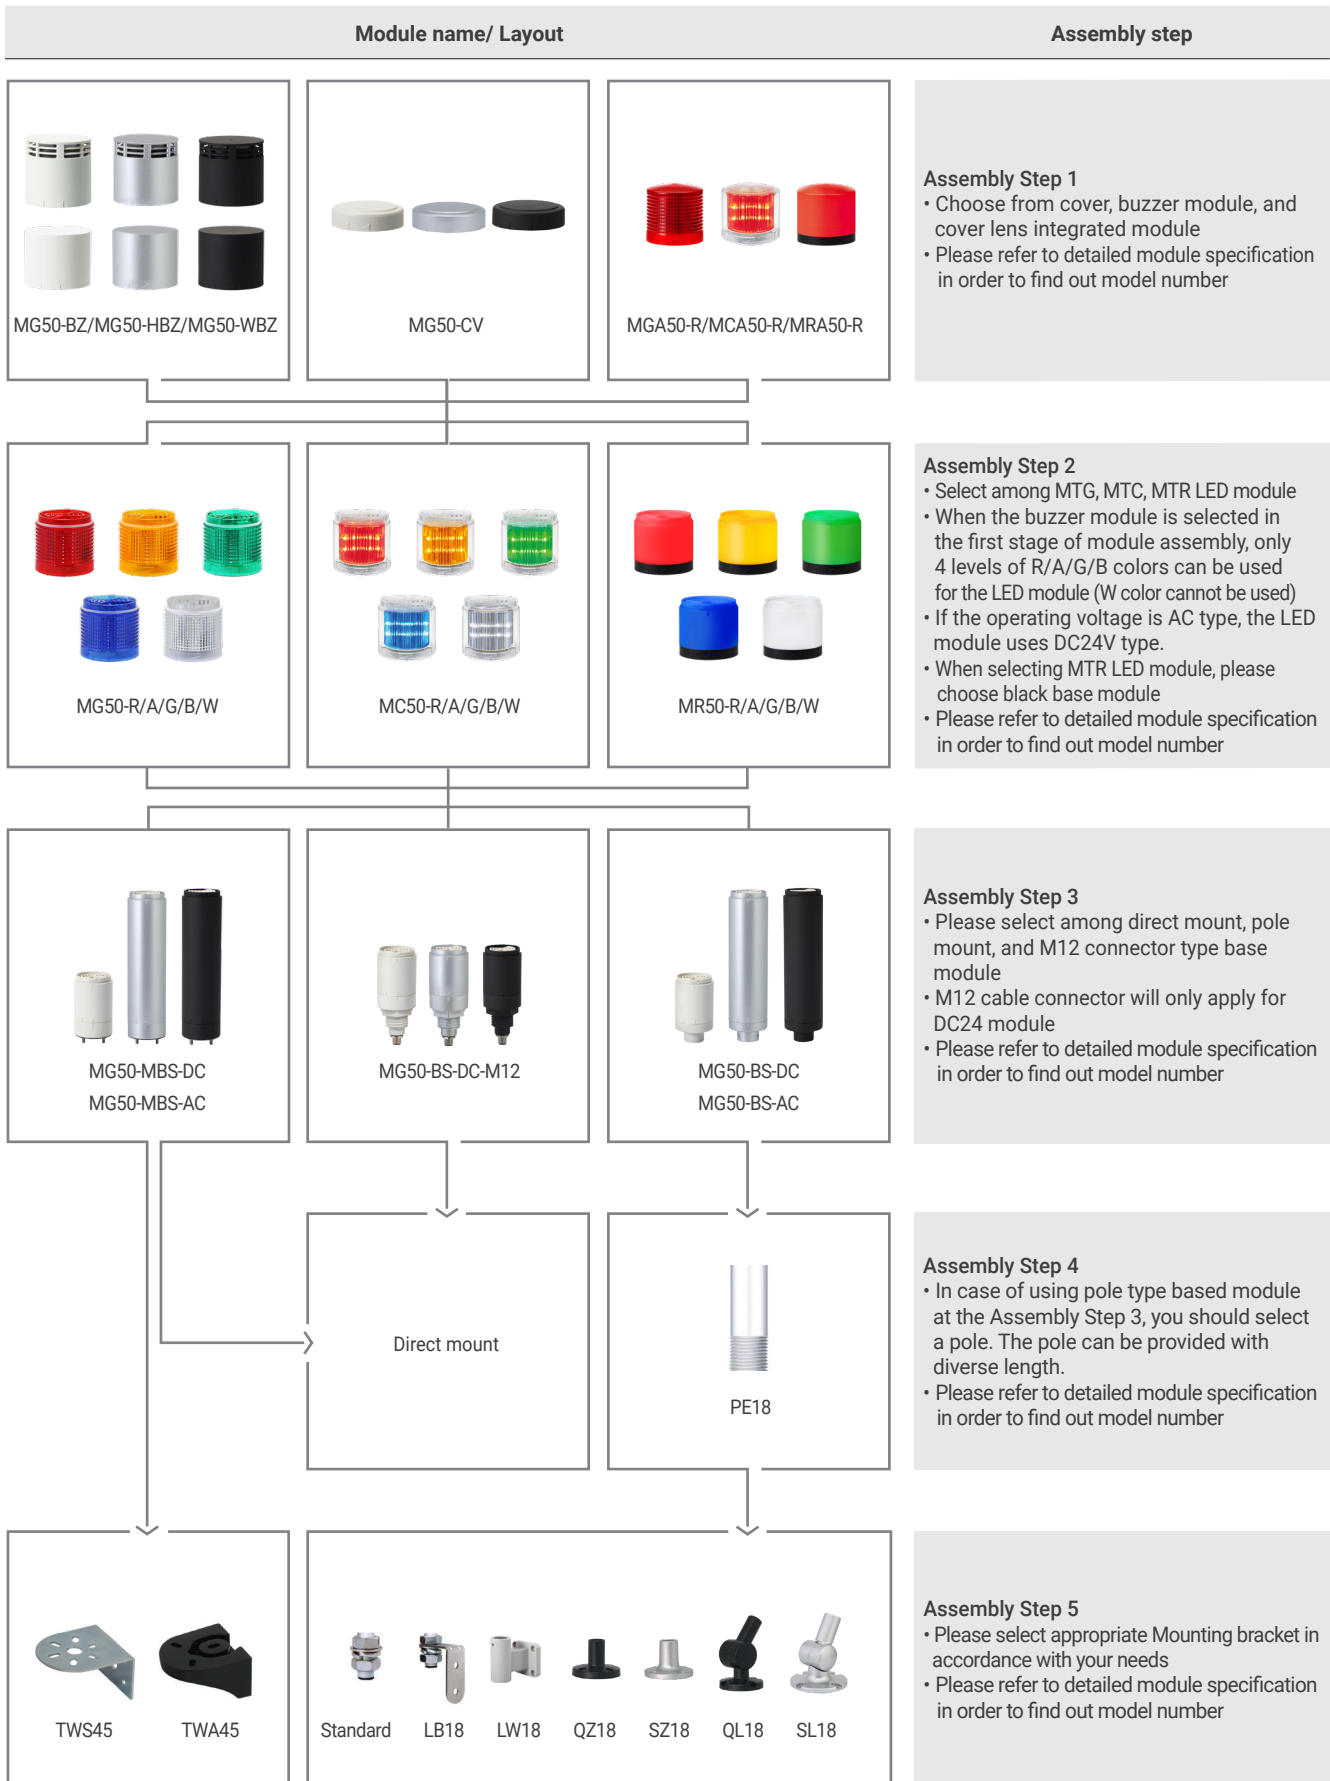 Module name/ Layout
Assembly step
MG50-BZ/MG50-HBZ/MG50-WBZ
MG50-CV
MGA50-R/MCA50-R/MRA50-R
Assembly Step 1
• Choose from cover, buzzer module, and
cover lens integrated module
• Please refer to detailed module specification
in order to find out model number
MG50-R/A/G/B/W
MC50-R/A/G/B/W
MR50-R/A/G/B/W
Assembly Step 2
• Select among MTG, MTC, MTR LED module
• When the buzzer module is selected in
the first stage of module assembly, only
4 levels of R/A/G/B colors can be used
for the LED module (W color cannot be used)
• If the operating voltage is AC type, the LED
module uses DC24V type.
• When selecting MTR LED module, please
choose black base module
• Please refer to detailed module specification
in order to find out model number
MG50-MBS-DC
MG50-MBS-AC
MG50-BS-DC-M12
MG50-BS-DC
MG50-BS-AC
Assembly Step 3
• Please select among direct mount, pole
mount, and M12 connector type base
module
• M12 cable connector will only apply for
DC24 module
• Please refer to detailed module specification
in order to find out model number
Direct mount
PE18
Assembly Step 4
• In case of using pole type based module
at the Assembly Step 3, you should select
a pole. The pole can be provided with
diverse length.
• Please refer to detailed module specification
in order to find out model number
TWS45
TWA45
Standard
LB18
LW18
QZ18
SZ18
QL18
SL18
Assembly Step 5
• Please select appropriate Mounting bracket in
accordance with your needs
• Please refer to detailed module specification
in order to find out model number